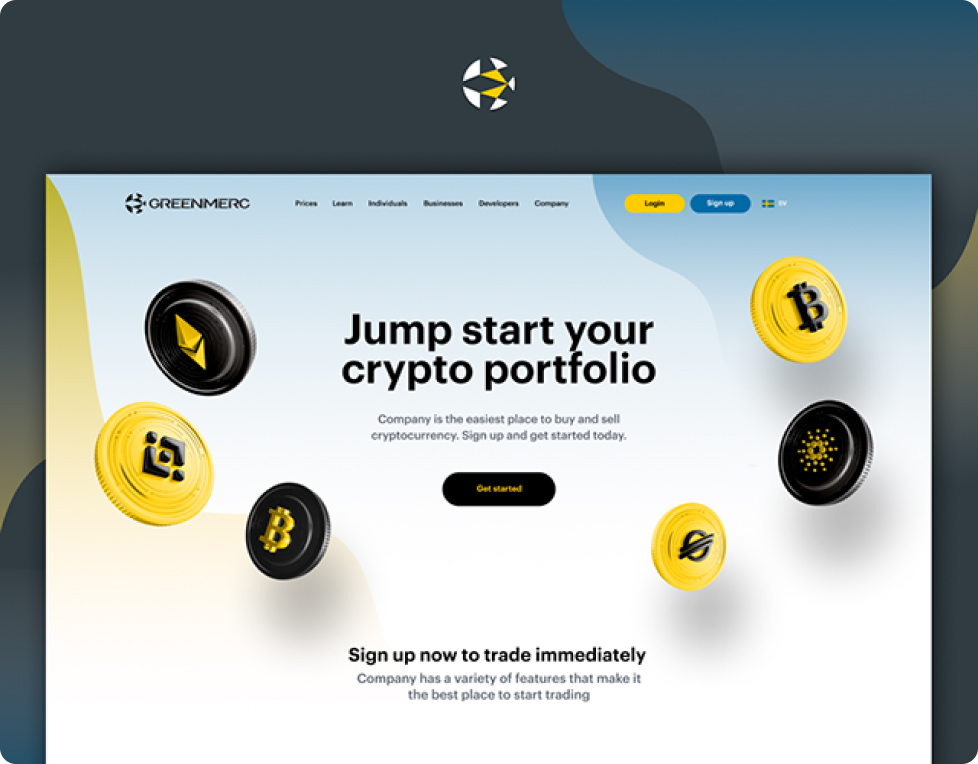 GREENMERC
Prices Learn Individuals Businesses Developers Company
Login Sign up SV
Jump start your
crypto portfolio
Company is the easiest place to buy and sell
cryptocurrency. Sign up and get started today.
Get started
Sign up now to trade immediately
Company has a variety of features that make it
the best place to start trading